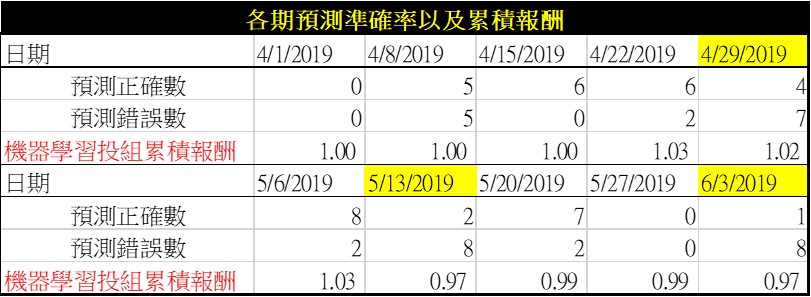 各期預測準確率以及累積報酬
日期 4/1/2019 4/8/2019 4/15/2019 4/22/2019 4/29/2019
預測正確數 0 5 6 6 4
預測錯誤數 0 5 0 2 7
機器學習投組累積報酬 1.00 1.00 1.00 1.03 1.02
日期 5/6/2019 5/13/2019 5/20/2019 5/27/2019 6/3/2019
預測正確數 8 2 7 0 1
預測錯誤數 2 8 2 0 8
機器學習投組累積報酬 1.03 0.97 0.99 0.99 0.97